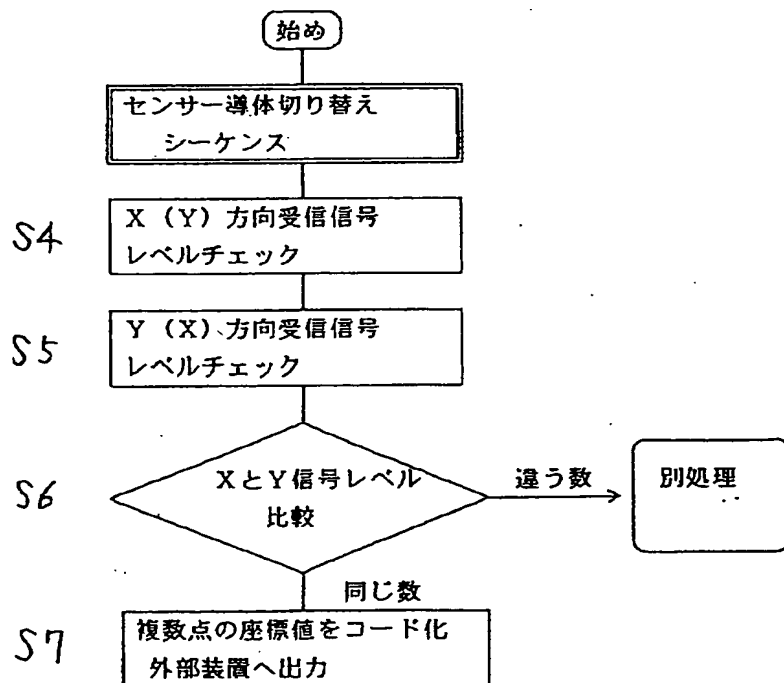 始め
センサー導体切り替え
シーケンス
S4
X（Y）方向受信信号
レベルチェック
S5
Y（X）方向受信信号
レベルチェック
S6
XとY信号レベル
比較
違う数
別処理
同じ数
S7
複数点の座標値をコード化
外部装置へ出力